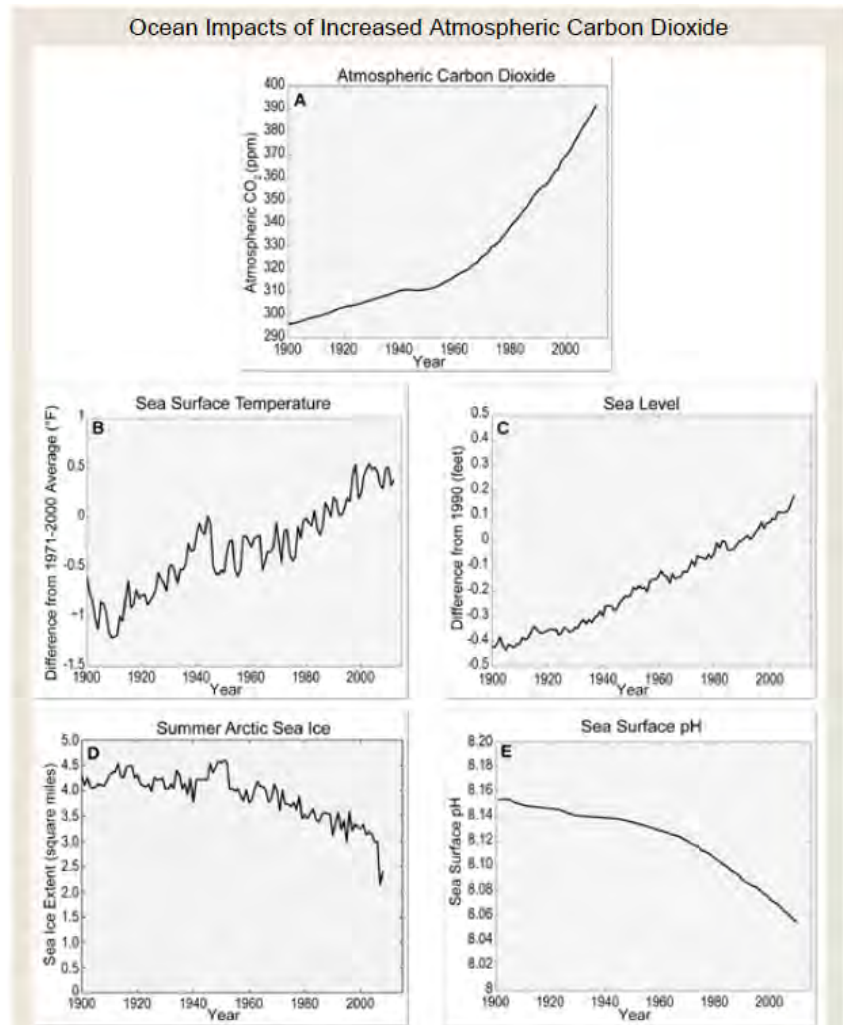 Ocean Impacts of Increased Atmospheric Carbon Dioxide
Atmospheric Carbon Dioxide
A
Atmospheric CO₂ (ppm)
400
390
380
370
360
350
340
330
320
310
300
290
1900 1920 1940 1960 1980 2000
Year
Sea Surface Temperature
B
Difference from 1971-2000 Average (°F)
1
0.5
0
-0.5
-1
-1.5
1900 1920 1940 1960 1980 2000
Year
Sea Level
C
Difference from 1990 (feet)
0.5
0.4
0.3
0.2
0.1
0
-0.1
-0.2
-0.3
-0.4
-0.5
1900 1920 1940 1960 1980 2000
Year
Summer Arctic Sea Ice
D
Sea Ice Extent (square miles)
5.0
4.5
4.0
3.5
3.0
2.5
2.0
1.5
1.0
0.5
0
1900 1920 1940 1960 1980 2000
Year
Sea Surface pH
E
Sea Surface pH
8.20
8.18
8.16
8.14
8.12
8.10
8.08
8.06
8.04
8.02
8
1900 1920 1940 1960 1980 2000
Year